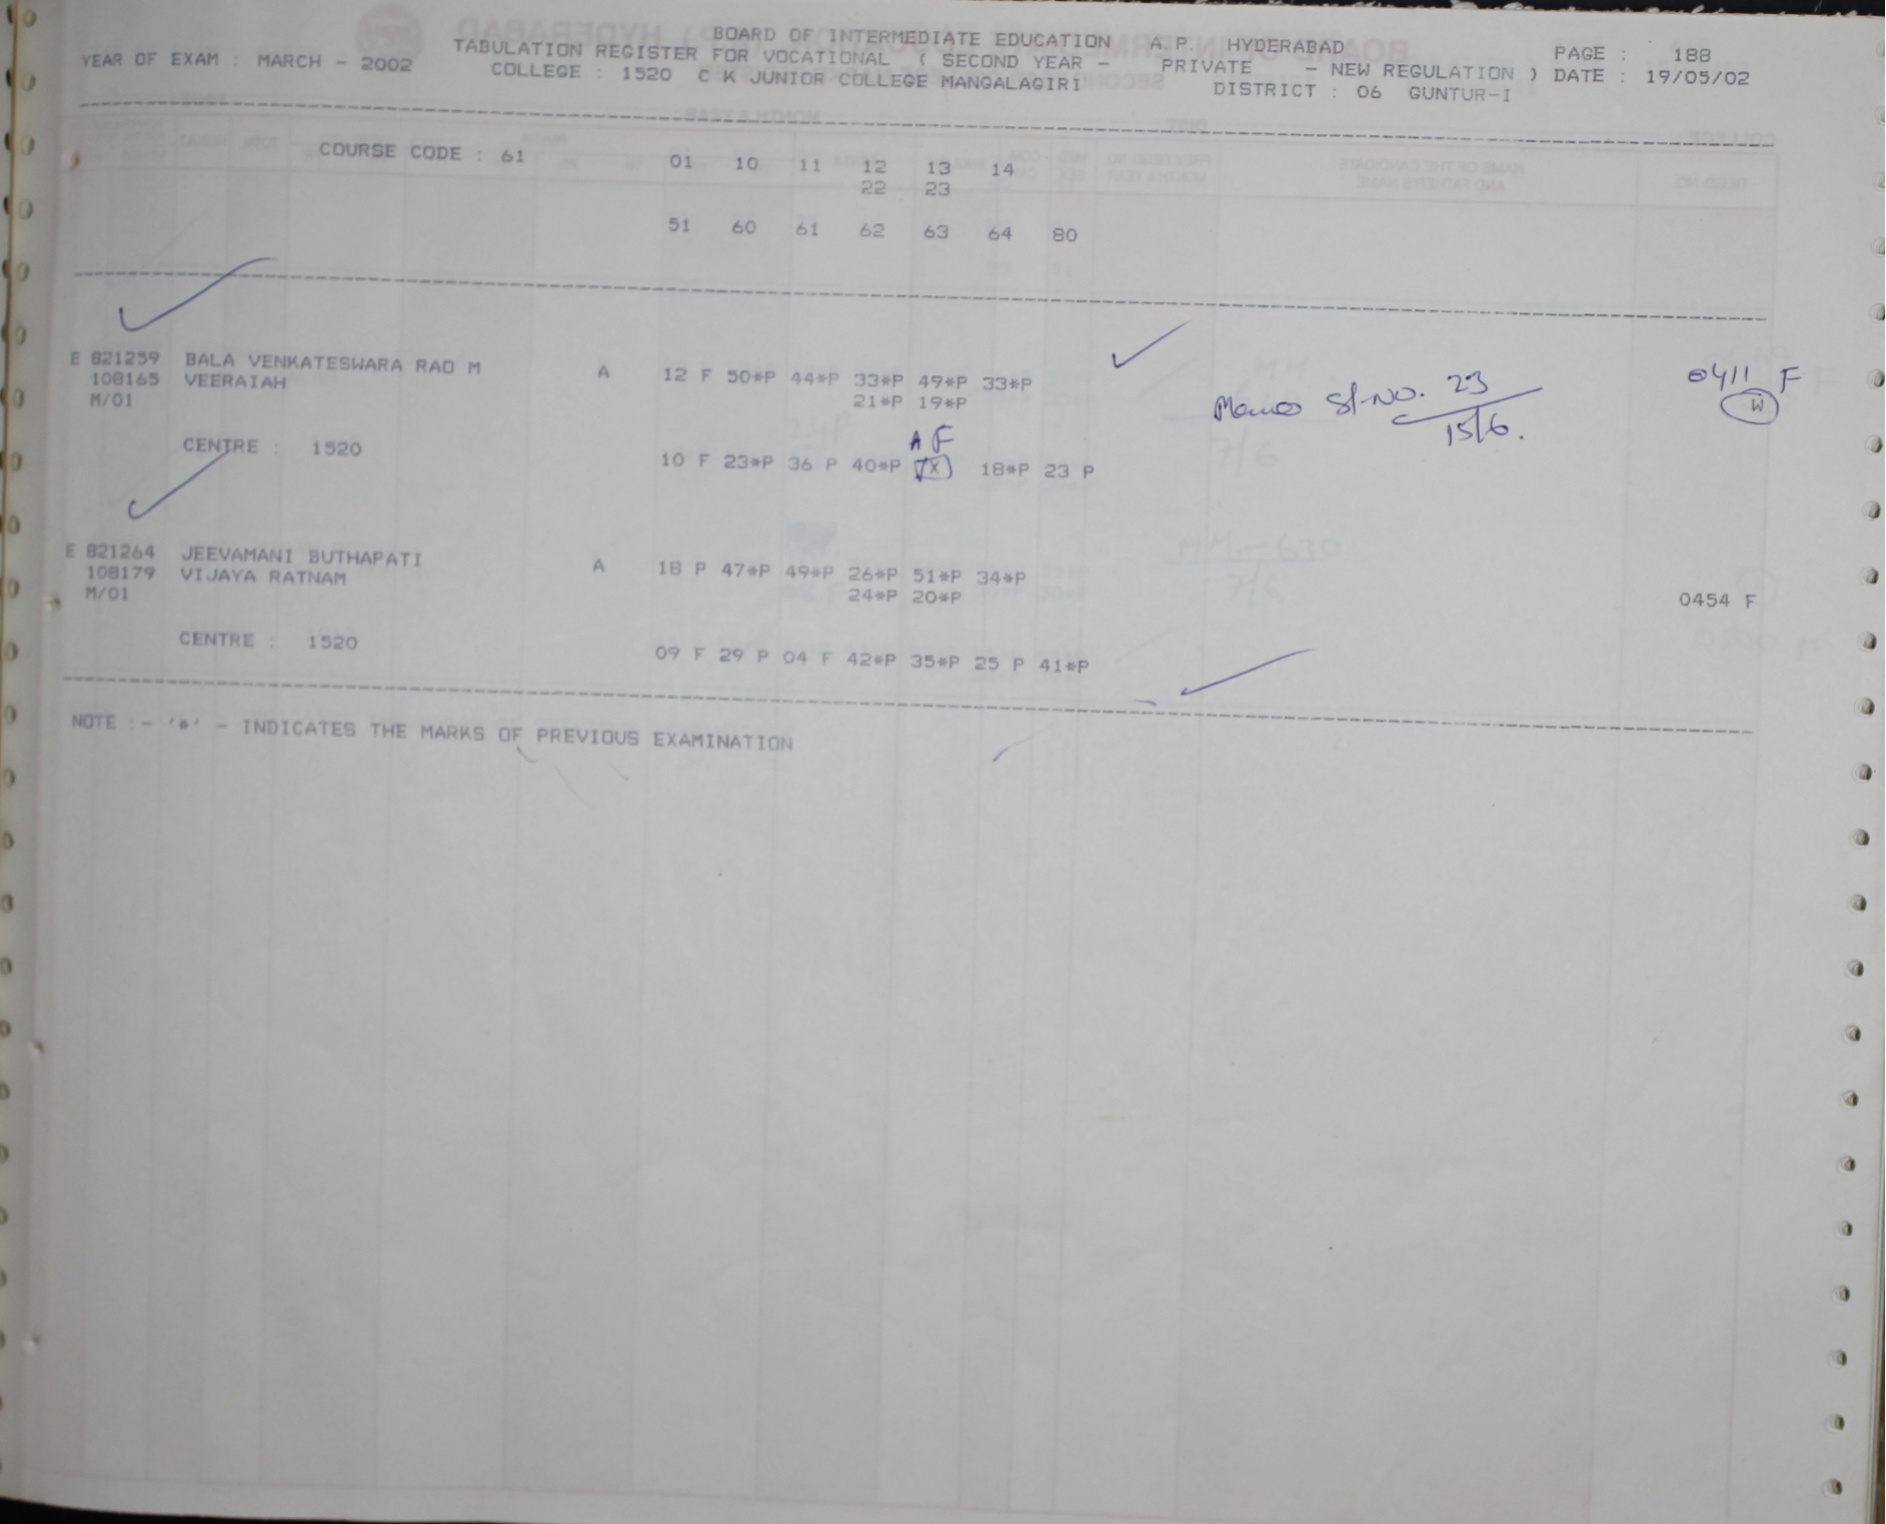 BOARD OF INTERMEDIATE EDUCATION A.P. HYDERABAD
YEAR OF EXAM : MARCH - 2002 TABULATION REGISTER FOR VOCATIONAL ( SECOND YEAR - PRIVATE - NEW REGULATION ) PAGE : 188
COLLEGE : 1520 C K JUNIOR COLLEGE MANGALAGIRI DISTRICT : 06 GUNTUR-I DATE : 19/05/02
COURSE CODE : 61 01 10 11 12 13 14
22 23
51 60 61 62 63 64 80
E 821259 BALA VENKATESWARA RAO M A 12 F 50*P 44*P 33*P 49*P 33*P 0411 F
108165 VEERAIAH 21*P 19*P Sl.No. 23 W
M/01 15/6.
A F
CENTRE : 1520 10 F 23*P 36 P 40*P X 18*P 23 P
E 821264 JEEVAMANI BUTHAPATI A 18 P 47*P 49*P 26*P 51*P 34*P
108179 VIJAYA RATNAM 24*P 20*P
M/01 0454 F
CENTRE : 1520 09 F 29 P 04 F 42*P 35*P 25 P 41*P
NOTE :- '*' - INDICATES THE MARKS OF PREVIOUS EXAMINATION